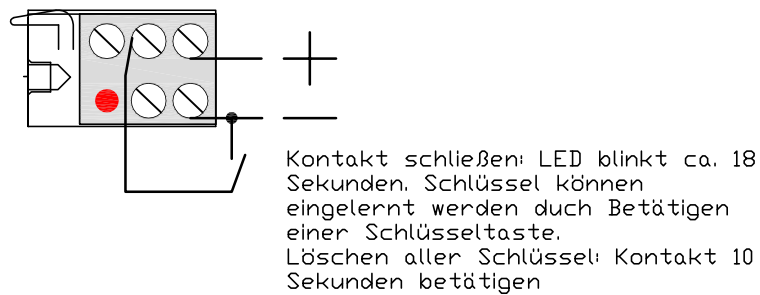 Kontakt schließen: LED blinkt ca. 18
Sekunden. Schlüssel können
eingelernt werden duch Betätigen
einer Schlüsseltaste.
Löschen aller Schlüssel: Kontakt 10
Sekunden betätigen